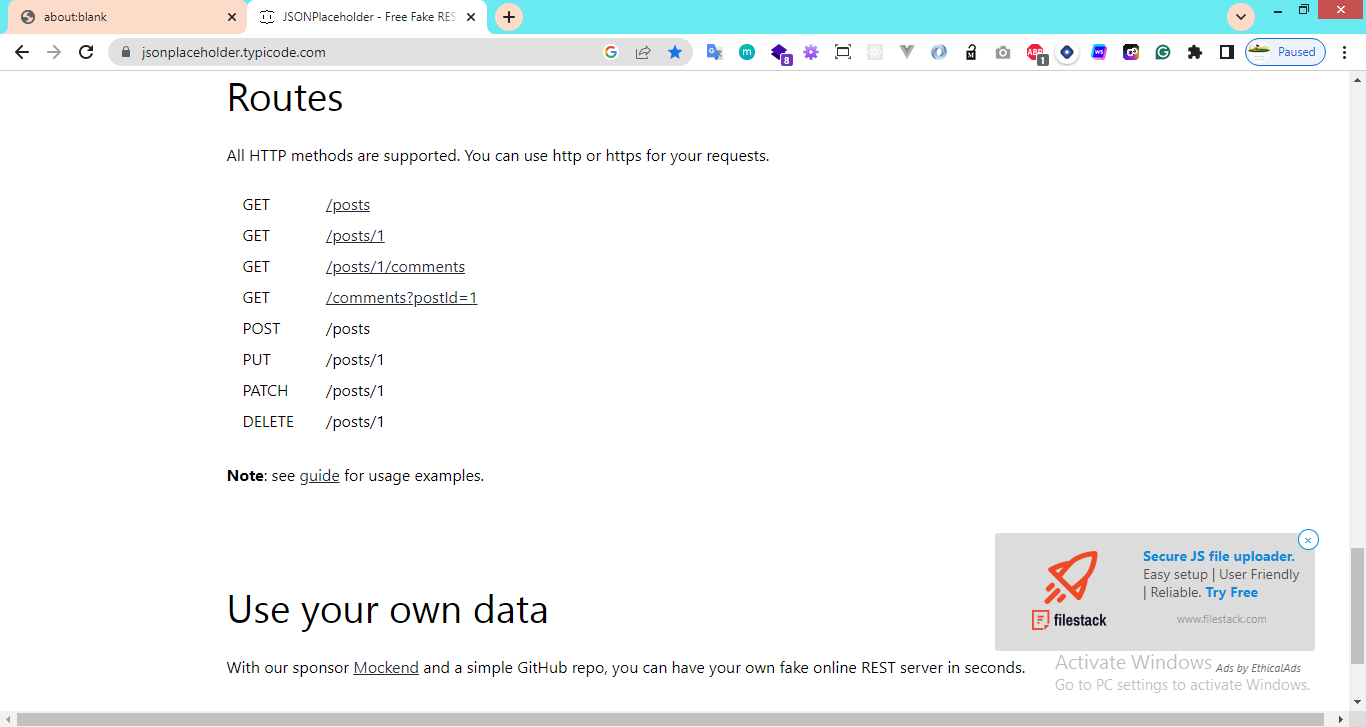 about:blank
JSONPlaceholder - Free Fake RES
jsonplaceholder.typicode.com
Paused
Routes
All HTTP methods are supported. You can use http or https for your requests.
GET /posts
GET /posts/1
GET /posts/1/comments
GET /comments?postId=1
POST /posts
PUT /posts/1
PATCH /posts/1
DELETE /posts/1
Note: see guide for usage examples.
Secure JS file uploader.
Easy setup | User Friendly
| Reliable. Try Free
filestack
www.filestack.com
Use your own data
With our sponsor Mockend and a simple GitHub repo, you can have your own fake online REST server in seconds.
Activate Windows
Ads by EthicalAds
Go to PC settings to activate Windows.